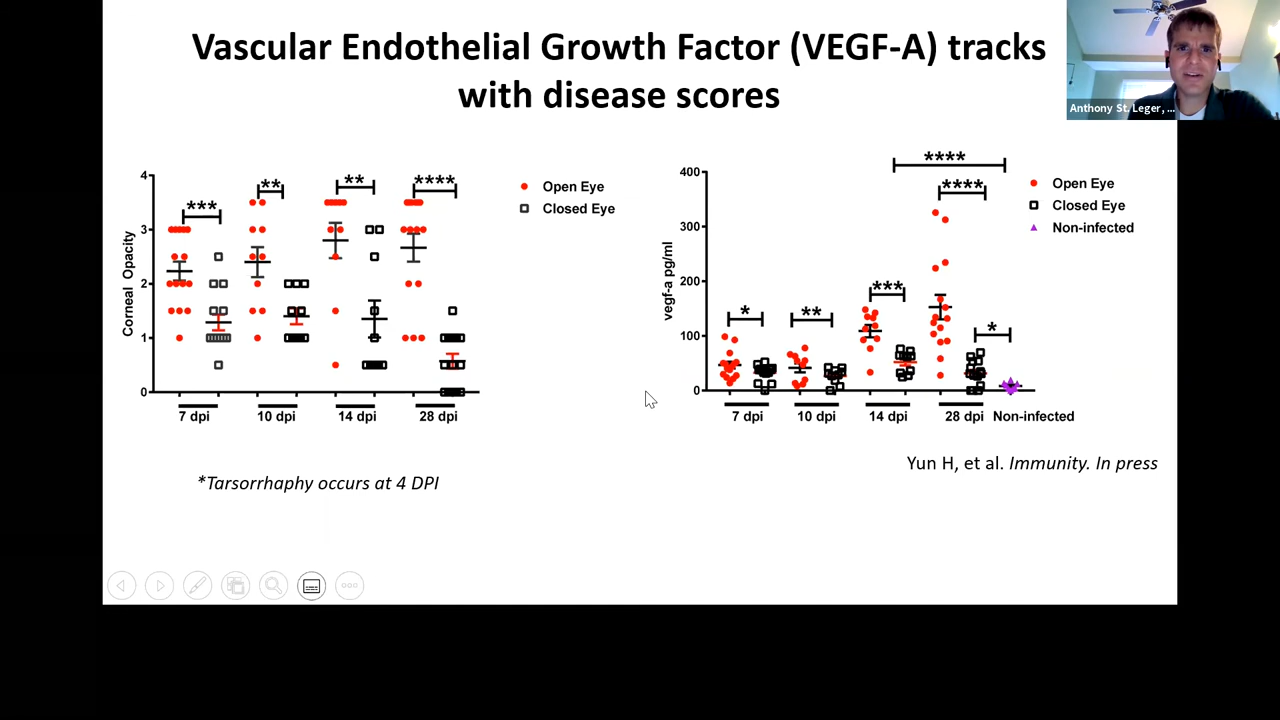 Vascular Endothelial Growth Factor (VEGF-A) tracks
with disease scores
Anthony St. Leger, ...
4
3
2
1
0
Corneal Opacity
***
**
**
****
Open Eye
Closed Eye
7 dpi
10 dpi
14 dpi
28 dpi
*Tarsorrhaphy occurs at 4 DPI
400
300
200
100
0
vegf-a pg/ml
*
**
***
****
****
*
Open Eye
Closed Eye
Non-infected
7 dpi
10 dpi
14 dpi
28 dpi
Non-infected
Yun H, et al. Immunity. In press